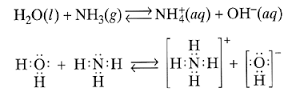 H₂O(l) + NH₃(g) ⇌ NH₄⁺(aq) + OH⁻(aq)
H:Ö:H + H:N̈:H ⇌ [H:N:H]⁺ + [:Ö:H]⁻
H H H H